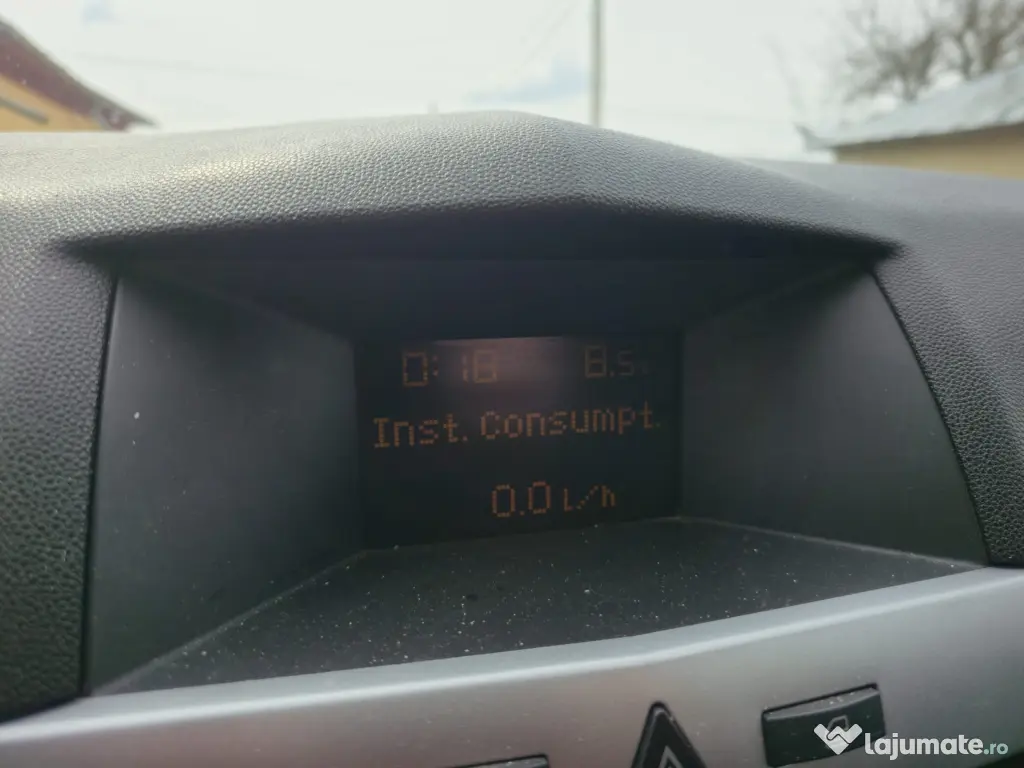 0:18 8.5
Inst. Consumpt.
0.0 L/h
lajumate.ro